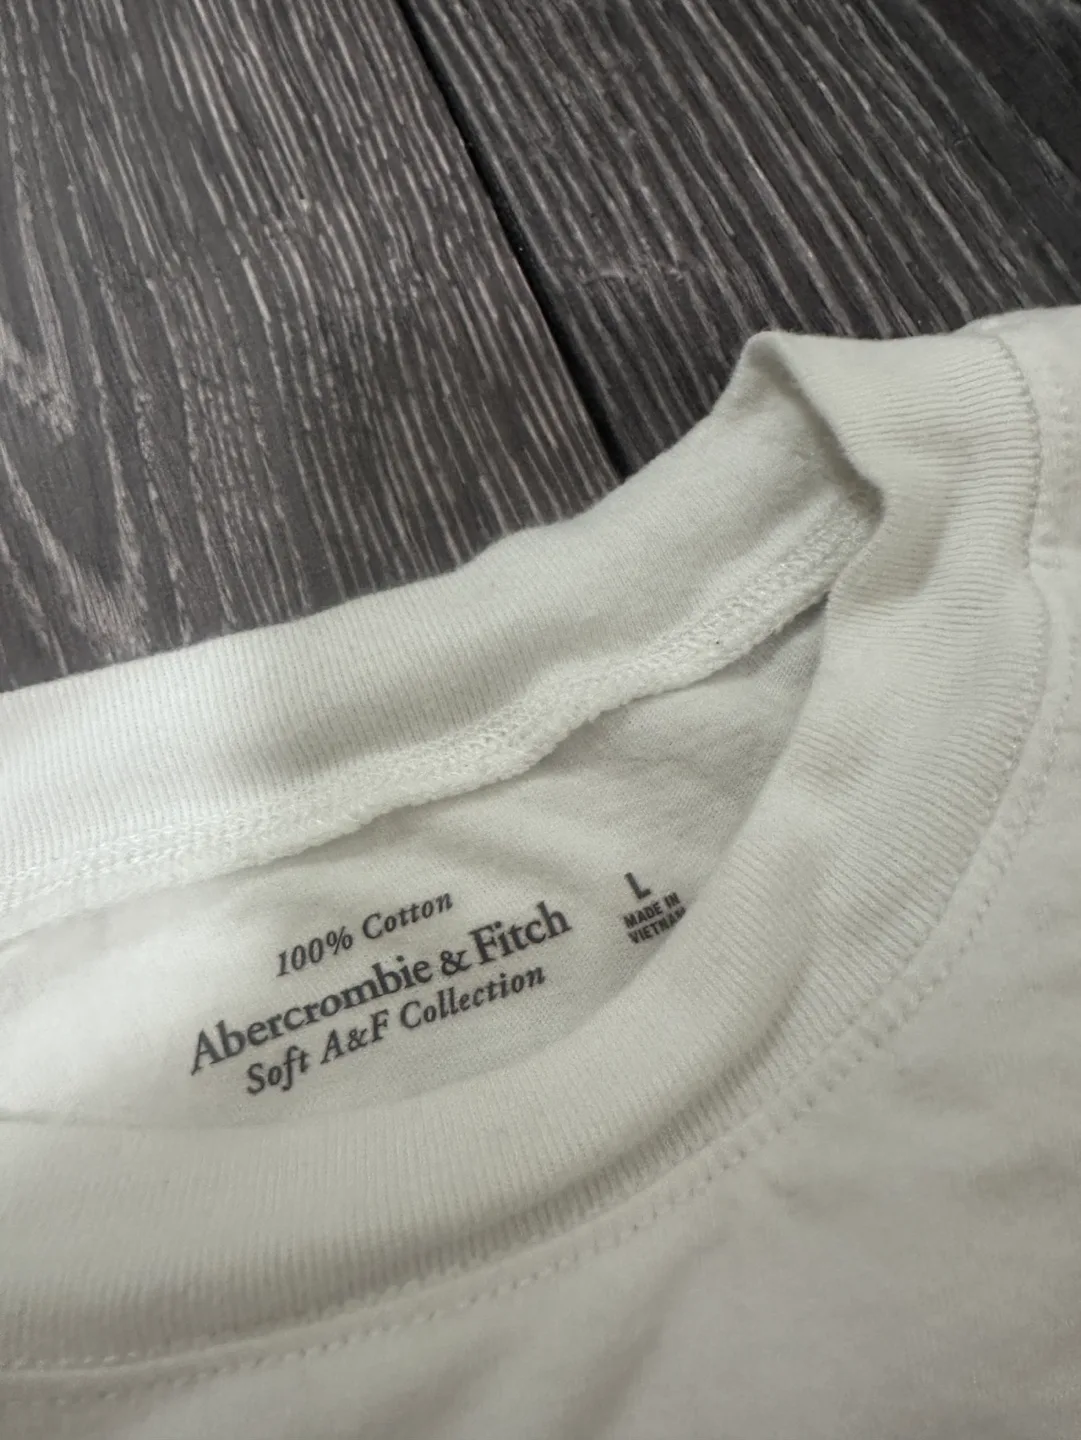 100% Cotton
Abercrombie & Fitch
Soft A&F Collection
L
MADE IN
VIETNAM